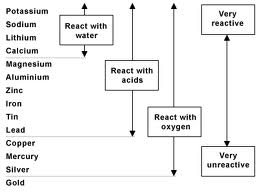 Potassium
Sodium
Lithium
Calcium
Magnesium
Aluminium
Zinc
Iron
Tin
Lead
Copper
Mercury
Silver
Gold
React with
water
React with
acids
React with
oxygen
Very
reactive
Very
unreactive